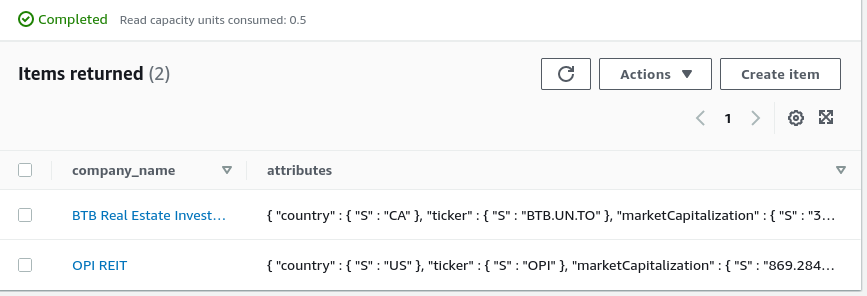 Completed Read capacity units consumed: 0.5
Items returned (2)
Actions
Create item
1
company_name
attributes
BTB Real Estate Invest...
{ "country" : { "S" : "CA" }, "ticker" : { "S" : "BTB.UN.TO" }, "marketCapitalization" : { "S" : "3...
OPI REIT
{ "country" : { "S" : "US" }, "ticker" : { "S" : "OPI" }, "marketCapitalization" : { "S" : "869.284...